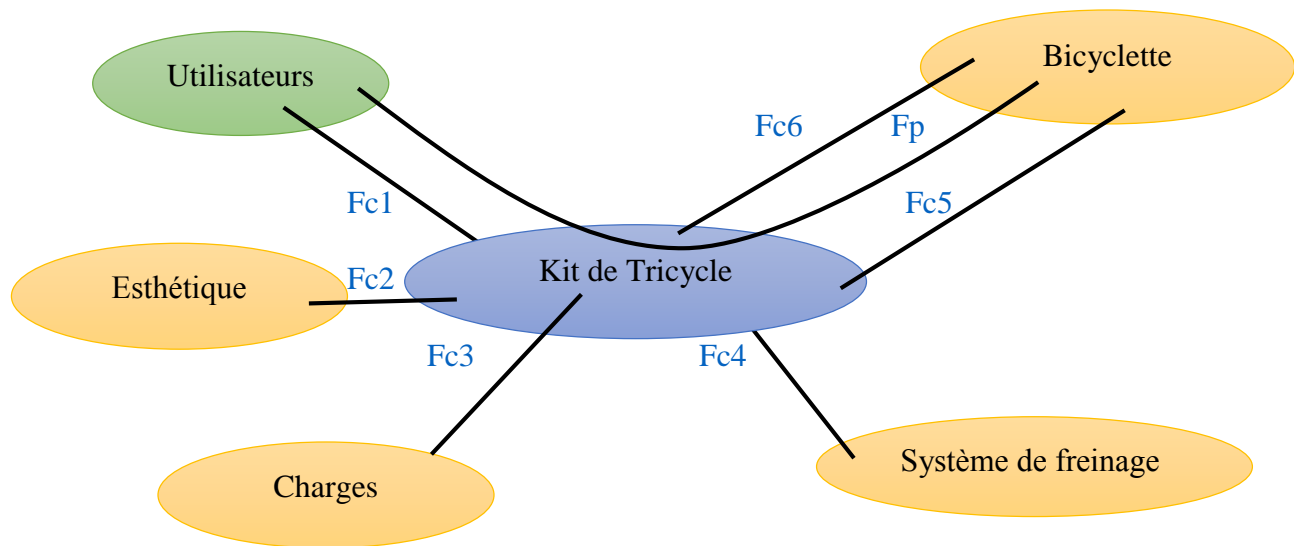 Bicyclette
Utilisateurs
Fc6
Fp
Fc1
Fc5
Kit de Tricycle
Esthétique
Fc2
Fc3
Fc4
Système de freinage
Charges